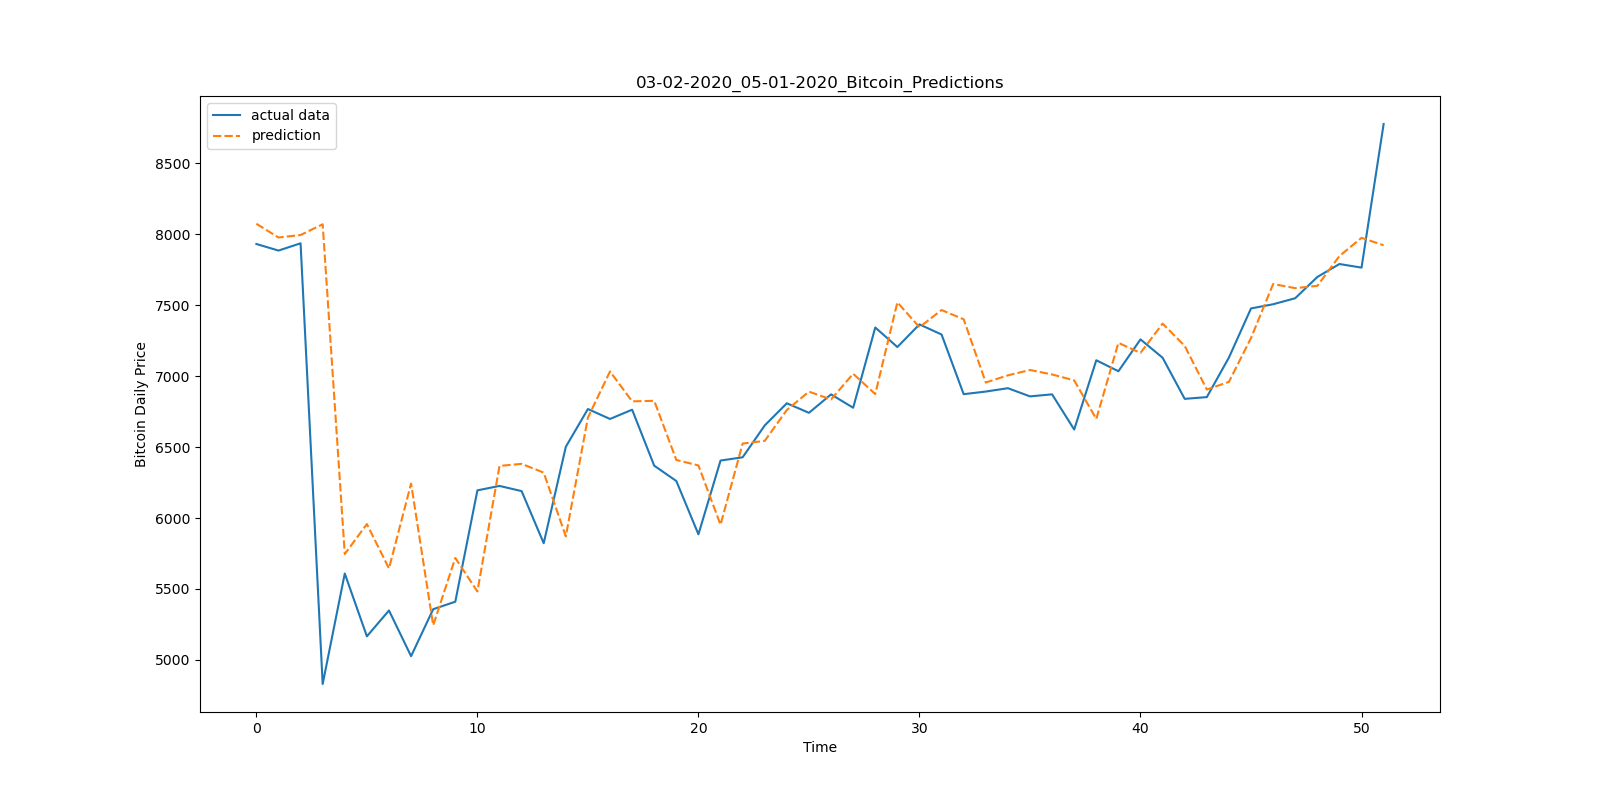 03-02-2020_05-01-2020_Bitcoin_Predictions
actual data
prediction
Bitcoin Daily Price
8500
8000
7500
7000
6500
6000
5500
5000
0 10 20 30 40 50
Time